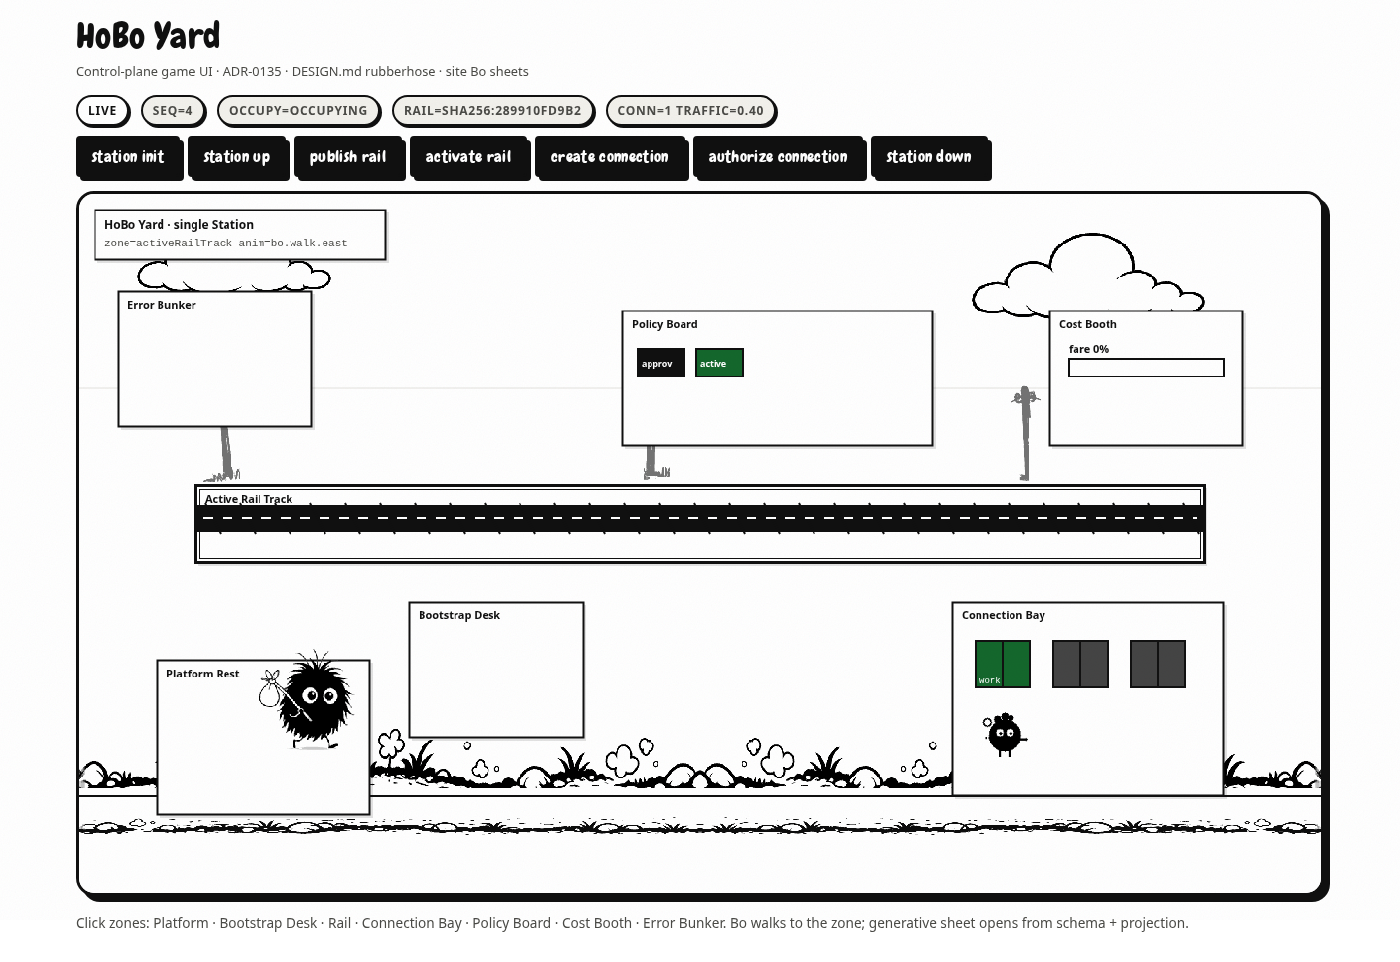 HoBo Yard
Control-plane game UI · ADR-0135 · DESIGN.md rubberhose · site Bo sheets
LIVE
SEQ=4
OCCUPY=OCCUPYING
RAIL=SHA256:289910FD9B2
CONN=1 TRAFFIC=0.40
station init
station up
publish rail
activate rail
create connection
authorize connection
station down
HoBo Yard · single Station
zone=activeRailTrack anim=bo.walk.east
Error Bunker
Policy Board
approv
active
Cost Booth
fare 0%
Active Rail Track
Bootstrap Desk
Connection Bay
work
Platform Rest
Click zones: Platform · Bootstrap Desk · Rail · Connection Bay · Policy Board · Cost Booth · Error Bunker. Bo walks to the zone; generative sheet opens from schema + projection.